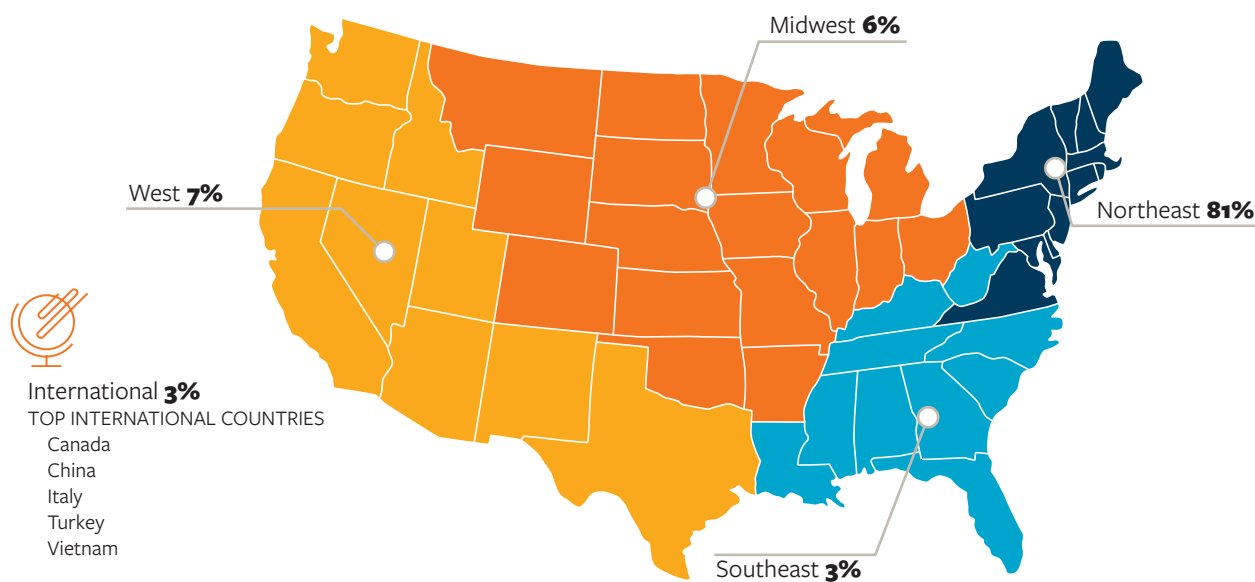 Midwest 6%
West 7%
Northeast 81%
International 3%
TOP INTERNATIONAL COUNTRIES
Canada
China
Italy
Turkey
Vietnam
Southeast 3%